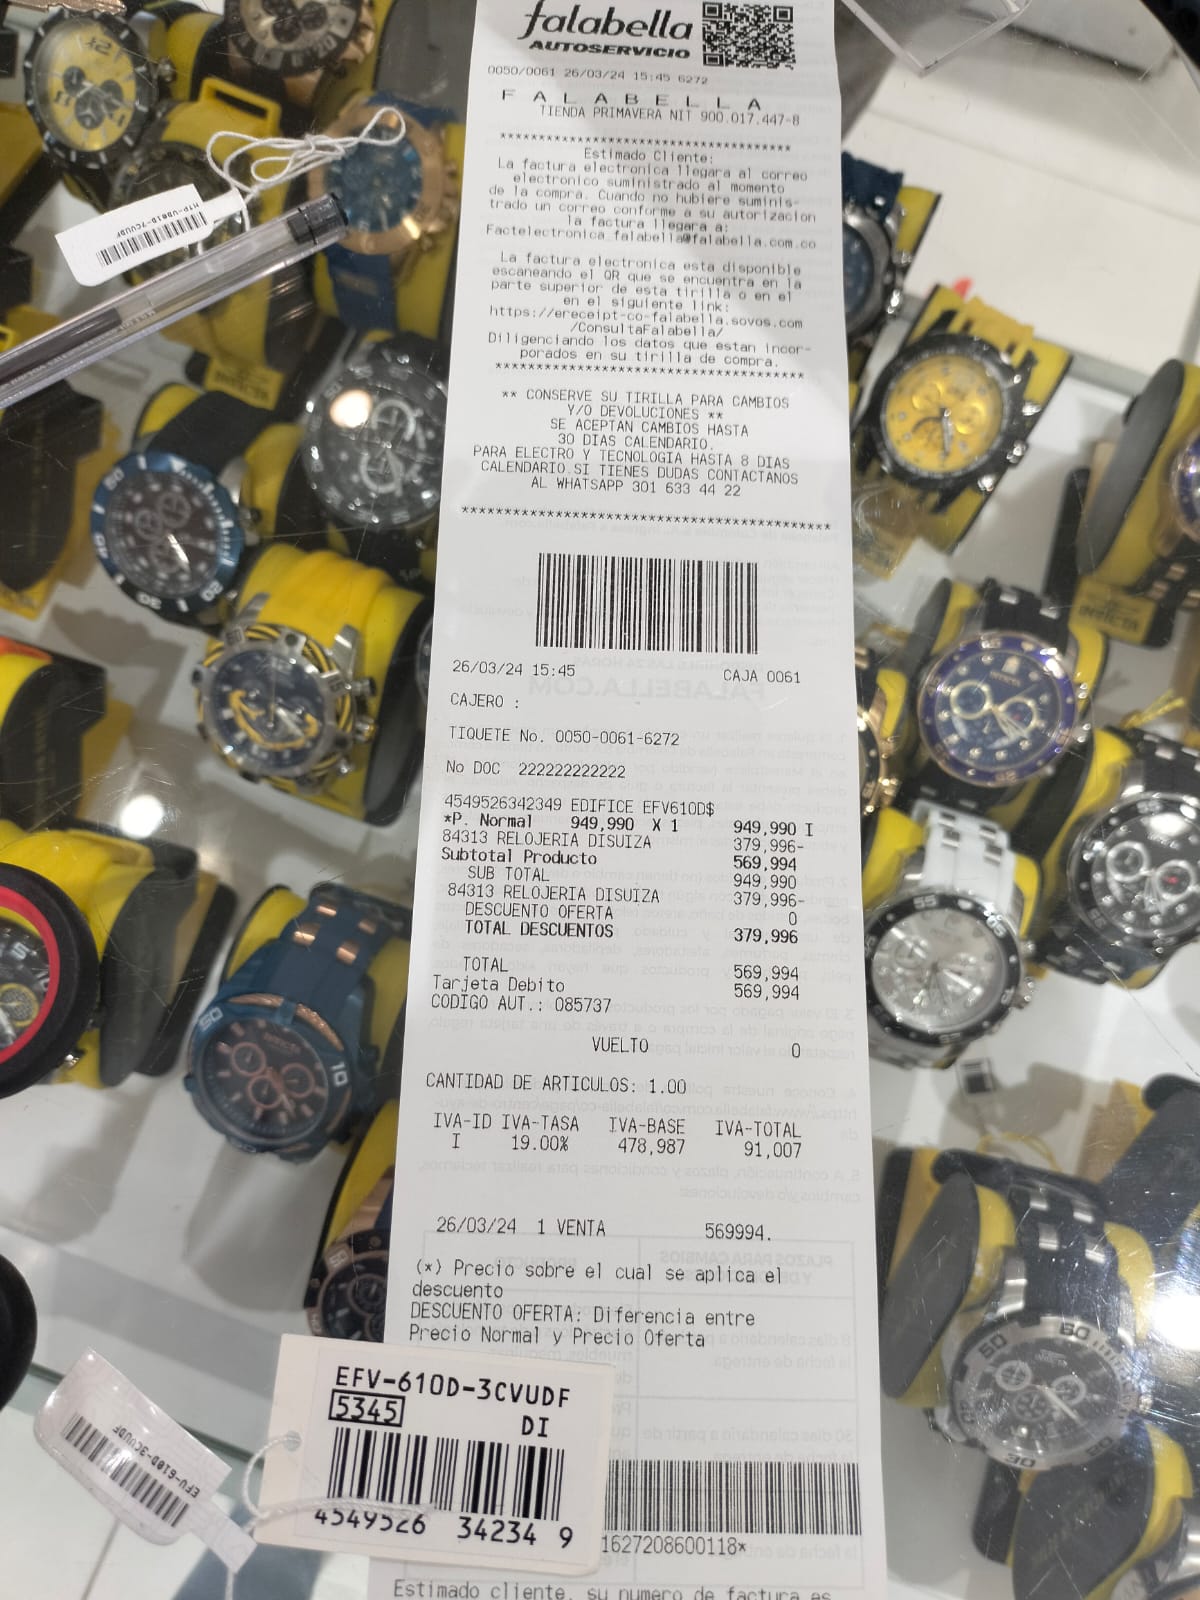 falabella
AUTOSERVICIO
0050/0061 26/03/24 15:45 6272
F A L A B E L L A
TIENDA PRIMAVERA NIT 900.017.447-8
****************************************
Estimado Cliente:
La factura electronica llegara al correo
electronico suministrado al momento
de la compra. Cuando no hubiere suminis-
trado un correo conforme a su autorizacion
la factura llegara a:
Factelectronica_falabella@falabella.com.co
La factura electronica esta disponible
escaneando el QR que se encuentra en la
parte superior de esta tirilla o en el
en el siguiente link:
https://ereceipt-co-falabella.sovos.com
/ConsultaFalabella/
Diligenciando los datos que estan incor-
porados en su tirilla de compra.
****************************************
** CONSERVE SU TIRILLA PARA CAMBIOS
Y/O DEVOLUCIONES **
SE ACEPTAN CAMBIOS HASTA
30 DIAS CALENDARIO.
PARA ELECTRO Y TECNOLOGIA HASTA 8 DIAS
CALENDARIO.SI TIENES DUDAS CONTACTANOS
AL WHATSAPP 301 633 44 22
****************************************
26/03/24 15:45 CAJA 0061
CAJERO :
TIQUETE No. 0050-0061-6272
No DOC 222222222222
4549526342349 EDIFICE EFV610D$
*P. Normal 949,990 X 1 949,990 I
84313 RELOJERIA DISUIZA 379,996-
Subtotal Producto 569,994
SUB TOTAL 949,990
84313 RELOJERIA DISUIZA 379,996-
DESCUENTO OFERTA 0
TOTAL DESCUENTOS 379,996
TOTAL 569,994
Tarjeta Debito 569,994
CODIGO AUT.: 085737
VUELTO 0
CANTIDAD DE ARTICULOS: 1.00
IVA-ID IVA-TASA IVA-BASE IVA-TOTAL
I 19.00% 478,987 91,007
26/03/24 1 VENTA 569994.
(*) Precio sobre el cual se aplica el
descuento
DESCUENTO OFERTA: Diferencia entre
Precio Normal y Precio Oferta
1627208600118*
Estimado cliente, su numero de factura es
EFV-610D-3CVUDF
5345 DI
4549526 34234 9
EFV-610D-3CVUDF
MTP-VD01D-7CVUDF